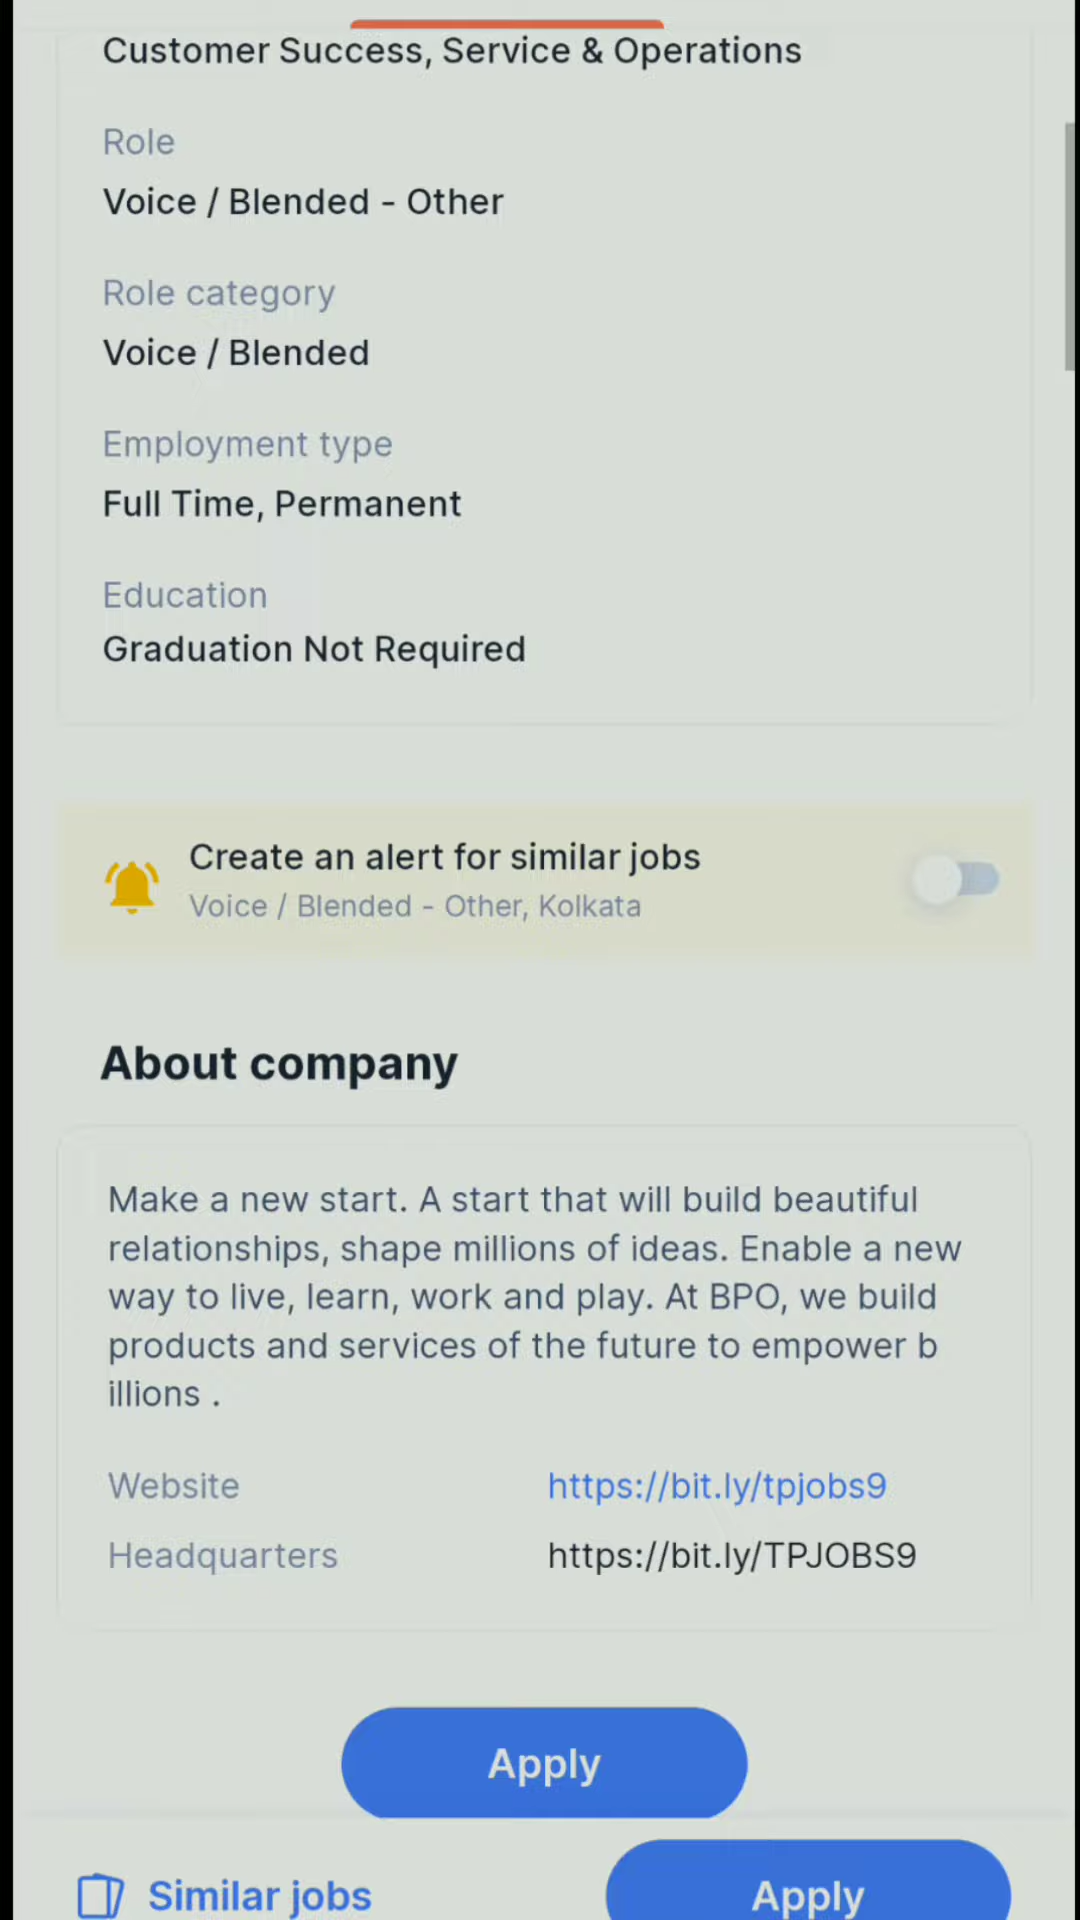 Customer Success, Service & Operations
Role
Voice / Blended - Other
Role category
Voice / Blended
Employment type
Full Time, Permanent
Education
Graduation Not Required
Create an alert for similar jobs
Voice / Blended - Other, Kolkata
About company
Make a new start. A start that will build beautiful
relationships, shape millions of ideas. Enable a new
way to live, learn, work and play. At BPO, we build
products and services of the future to empower b
illions .
Website https://bit.ly/tpjobs9
Headquarters https://bit.ly/TPJOBS9
Apply
Similar jobs Apply